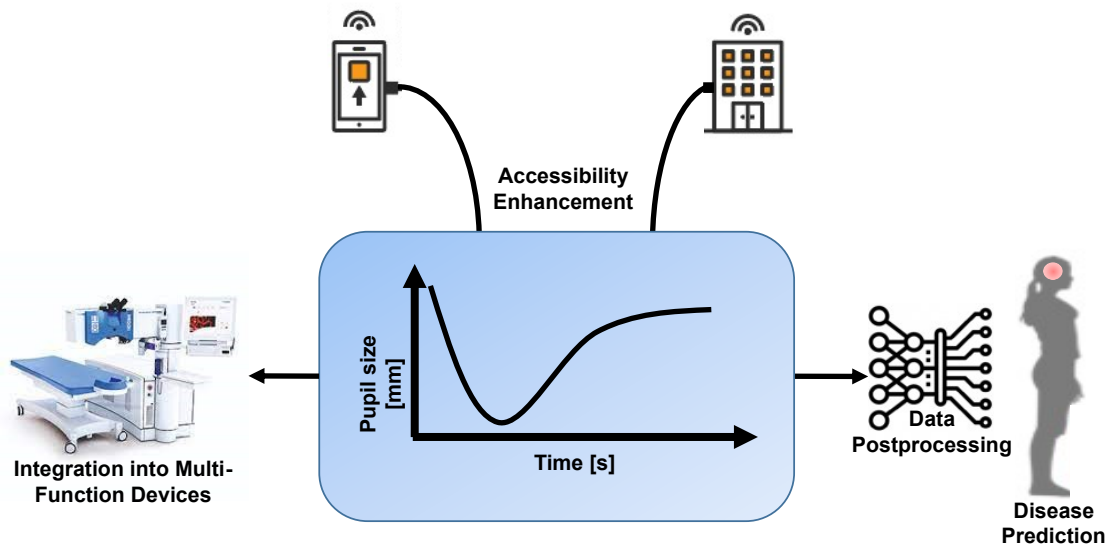 Accessibility
Enhancement
Pupil size
[mm]
Time [s]
Integration into Multi-
Function Devices
Data
Postprocessing
Disease
Prediction